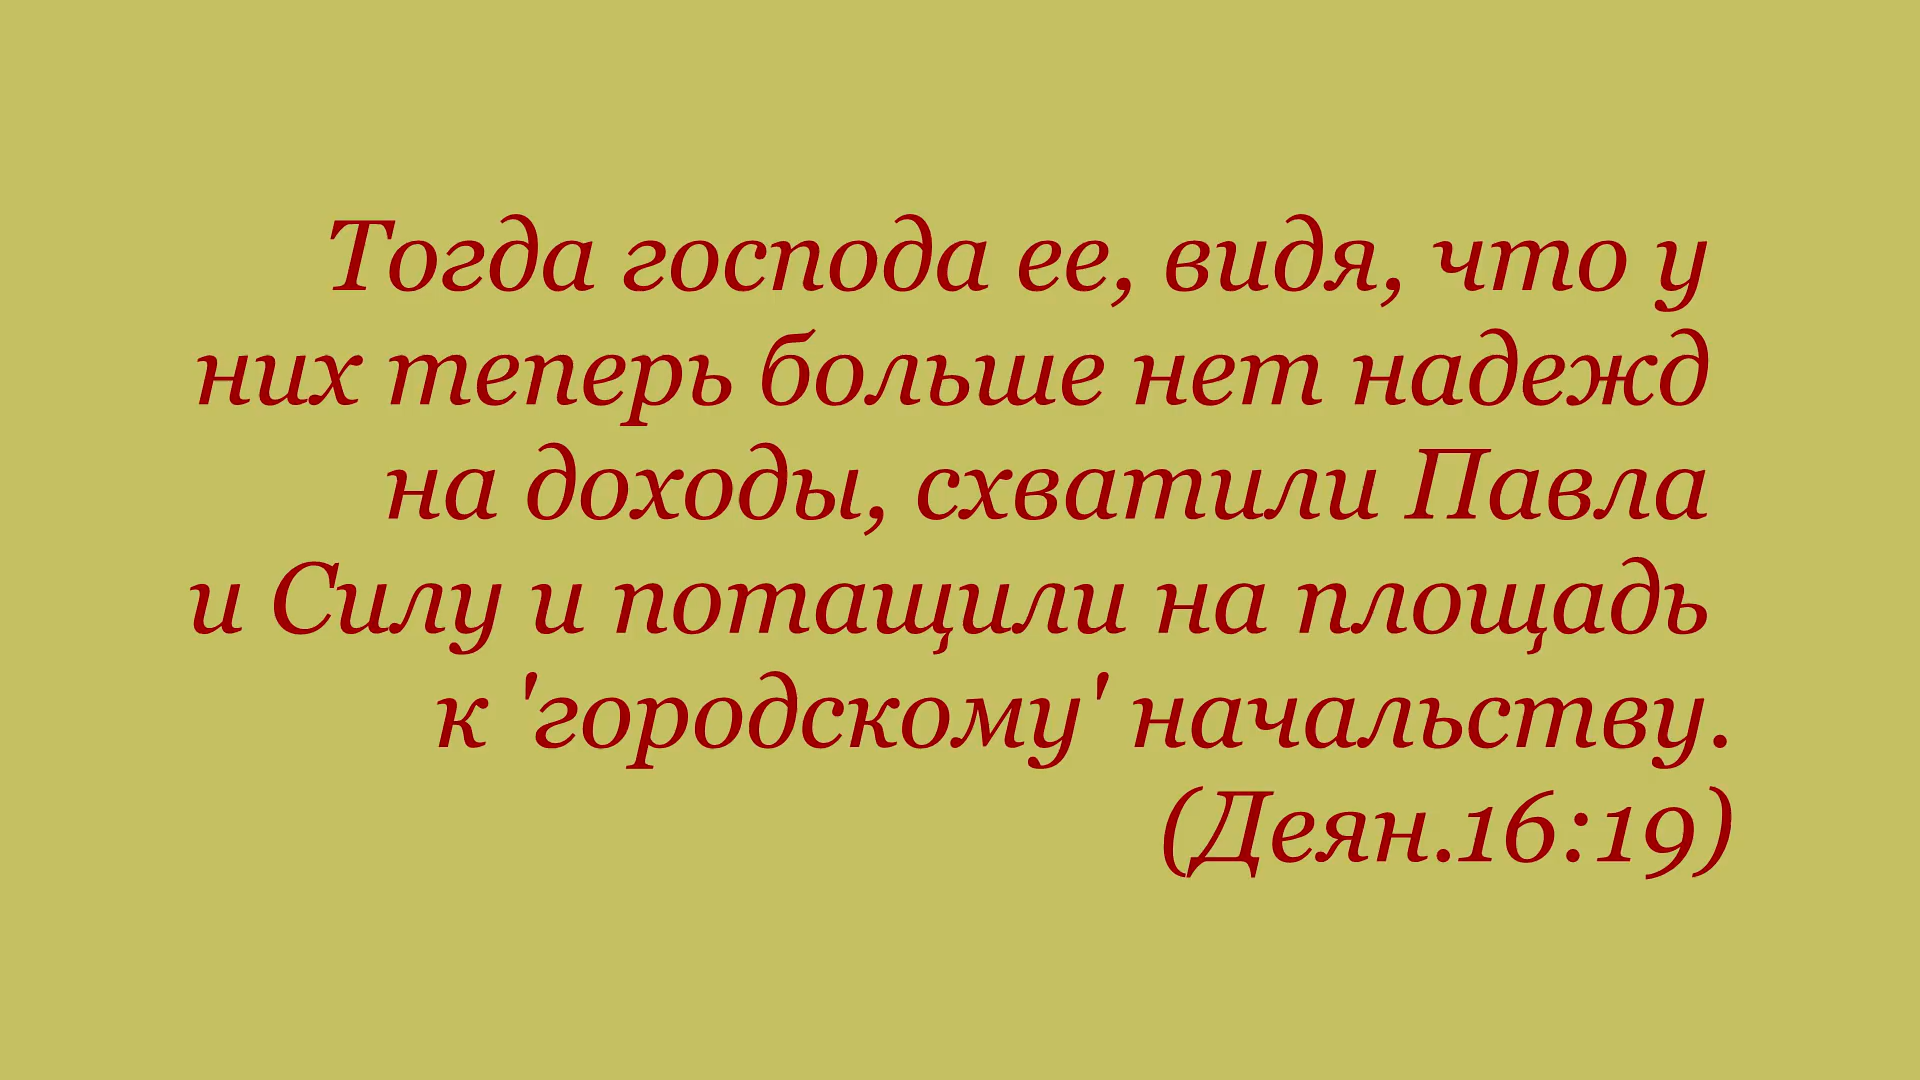 Тогда господа ее, видя, что у
них теперь больше нет надежд
на доходы, схватили Павла
и Силу и потащили на площадь
к 'городскому' начальству.
(Деян.16:19)